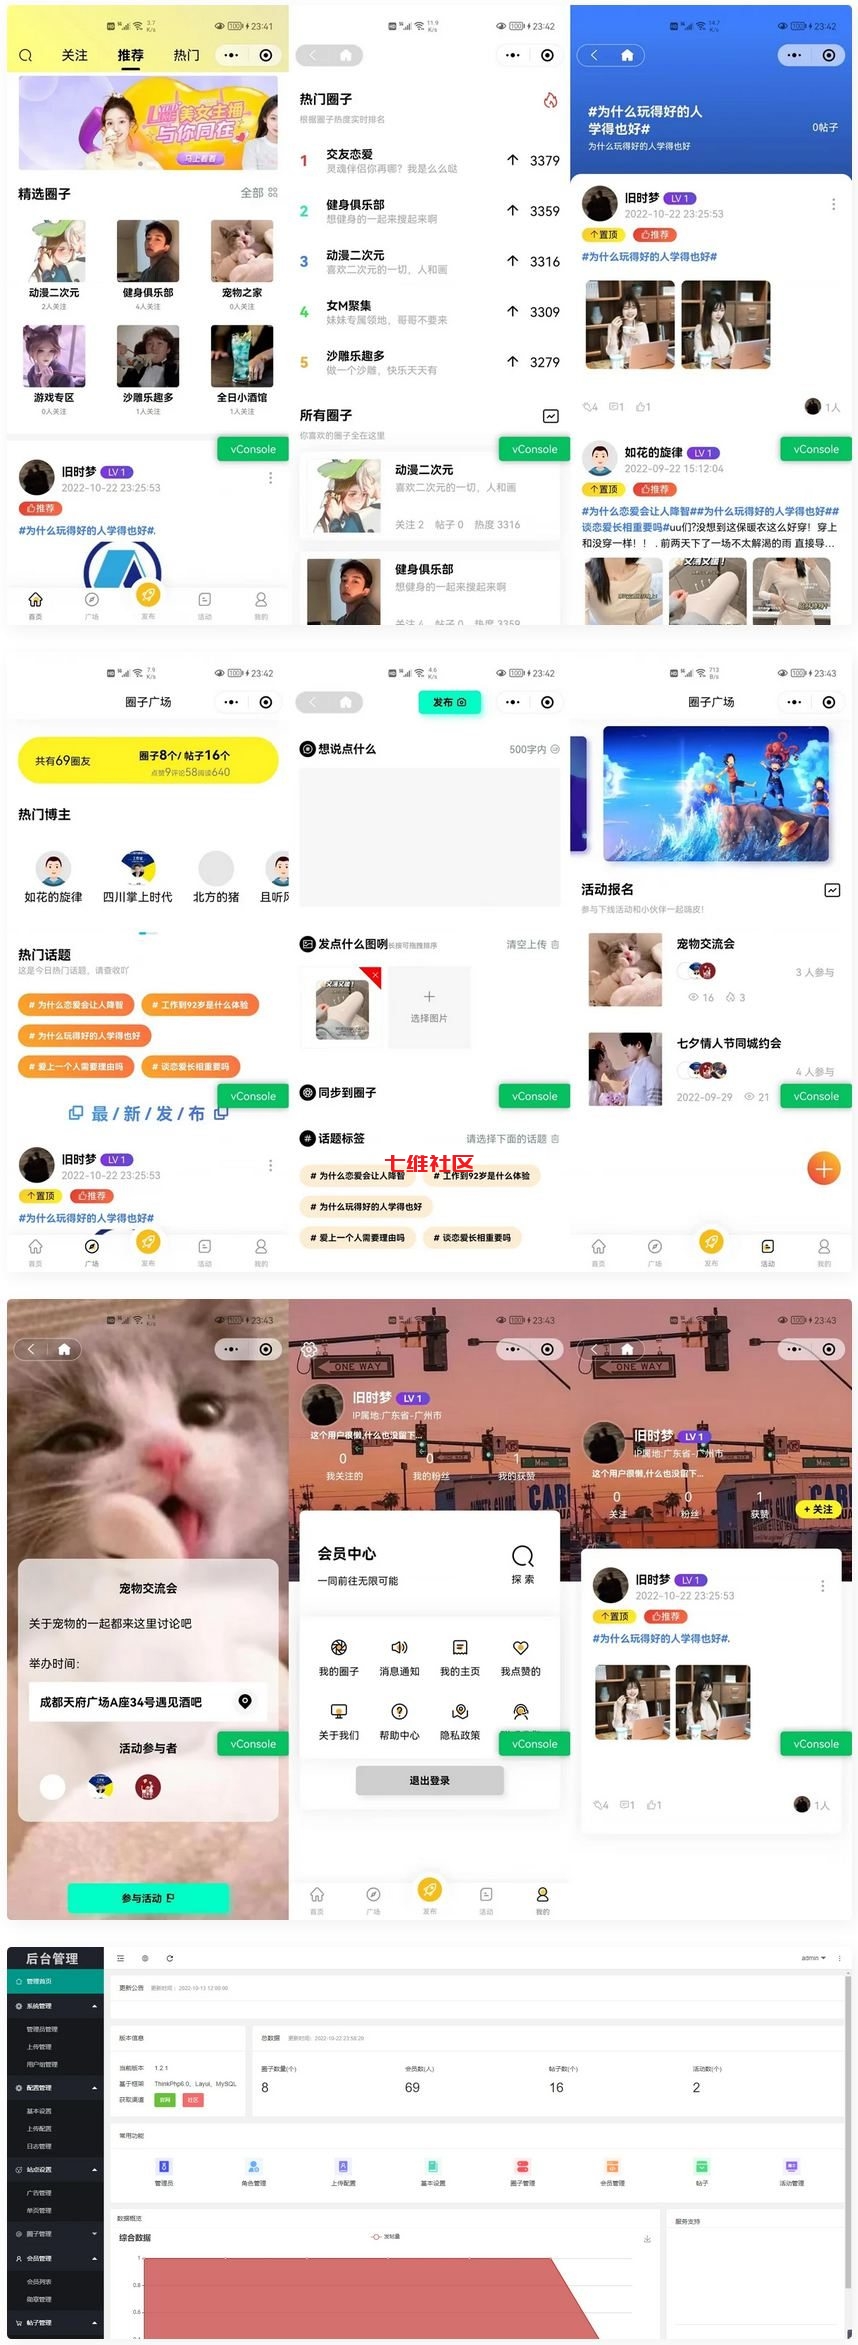 23:41
关注 推荐 热门
美女主播
与你同在
马上看看
精选圈子 全部
动漫二次元 健身俱乐部 宠物之家
2人关注 4人关注 0人关注
游戏专区 沙雕乐趣多 全日小酒馆
0人关注 1人关注 1人关注
vConsole
旧时梦 LV 1
2022-10-22 23:25:53
推荐
#为什么玩得好的人学得也好#.
首页 广场 发布 活动 我的
23:42
热门圈子
根据圈子热度实时排名
1 交友恋爱 3379
灵魂伴侣你再哪？我是么么哒
2 健身俱乐部 3359
想健身的一起来搜起来啊
3 动漫二次元 3316
喜欢二次元的一切，人和画
4 女M聚集 3309
妹妹专属领地，哥哥不要来
5 沙雕乐趣多 3279
做一个沙雕，快乐天天有
所有圈子
你喜欢的圈子全在这里
vConsole
动漫二次元
喜欢二次元的一切，人和画
关注 2 帖子 0 热度 3316
健身俱乐部
想健身的一起来搜起来啊
关注 4 帖子 0 热度 3359
23:42
#为什么玩得好的人
学得也好#
0帖子
为什么玩得好的人学得也好
旧时梦 LV 1
2022-10-22 23:25:53
个置顶 推荐
#为什么玩得好的人学得也好#
4 1 1 1人
如花的旋律 LV 1
vConsole
2022-09-22 15:12:04
个置顶 推荐
#为什么恋爱会让人降智##为什么玩得好的人学得也好##
谈恋爱长相重要吗#uu们?没想到这保暖衣这么好穿！穿上
和没穿一样！！ . 前两天下了一场不太解渴的雨 直接导...
23:42
圈子广场
共有69圈友 圈子8个/ 帖子16个
点赞9评论58阅读640
热门博主
如花的旋律 四川掌上时代 北方的猪 且听风
热门话题
这是今日热门话题，请查收吖
# 为什么恋爱会让人降智 # 工作到92岁是什么体验
# 为什么玩得好的人学得也好
# 爱上一个人需要理由吗 # 谈恋爱长相重要吗
vConsole
最/新/发/布
旧时梦 LV 1
2022-10-22 23:25:53
个置顶 推荐
#为什么玩得好的人学得也好#
首页 广场 发布 活动 我的
23:42
发布
想说点什么 500字内
发点什么图咧 长按可拖拽排序 清空上传
选择图片
同步到圈子
vConsole
话题标签 请选择下面的话题
七维社区
# 为什么恋爱会让人降智 # 工作到92岁是什么体验
# 为什么玩得好的人学得也好
# 爱上一个人需要理由吗 # 谈恋爱长相重要吗
23:43
圈子广场
活动报名
参与下线活动和小伙伴一起嗨皮！
宠物交流会
3 人参与
16 3
七夕情人节同城约会
4 人参与
2022-09-29 21
vConsole
首页 广场 发布 活动 我的
23:43
宠物交流会
关于宠物的一起都来这里讨论吧
举办时间:
成都天府广场A座34号遇见酒吧
活动参与者
vConsole
参与活动
23:43
ONE WAY
旧时梦 LV 1
IP属地:广东省-广州市
这个用户很懒,什么也没留下...
0 0 1
我关注的 我的粉丝 我的获赞
会员中心
一同前往无限可能
探 索
我的圈子 消息通知 我的主页 我点赞的
关于我们 帮助中心 隐私政策
vConsole
退出登录
首页 广场 发布 活动 我的
23:43
ONE WAY
旧时梦 LV 1
IP属地:广东省-广州市
Main
这个用户很懒,什么也没留下...
0 0 1
关注 粉丝 获赞
+ 关注
旧时梦 LV 1
2022-10-22 23:25:53
个置顶 推荐
#为什么玩得好的人学得也好#.
vConsole
4 1 1 1人
后台管理
admin
管理首页
系统管理
管理员管理
上传管理
用户组管理
配置管理
基本设置
上传配置
日志管理
站点设置
广告管理
单页管理
圈子管理
会员管理
会员列表
勋章管理
帖子管理
更新公告 更新时间：2022-10-13 12:00:00
版本信息
当前版本 1.2.1
基于框架 ThinkPhp6.0、Layui、MySQL
获取渠道 官网 社区
总数据 更新时间：2022-10-22 23:58:29
圈子数量(个) 会员数(人) 帖子数(个) 活动数(个)
8 69 16 2
常用功能
管理员 角色管理 上传配置 基本设置 圈子管理 会员管理 帖子 活动管理
数据概览
综合数据 发帖量
1
0.8
0.6
服务支持